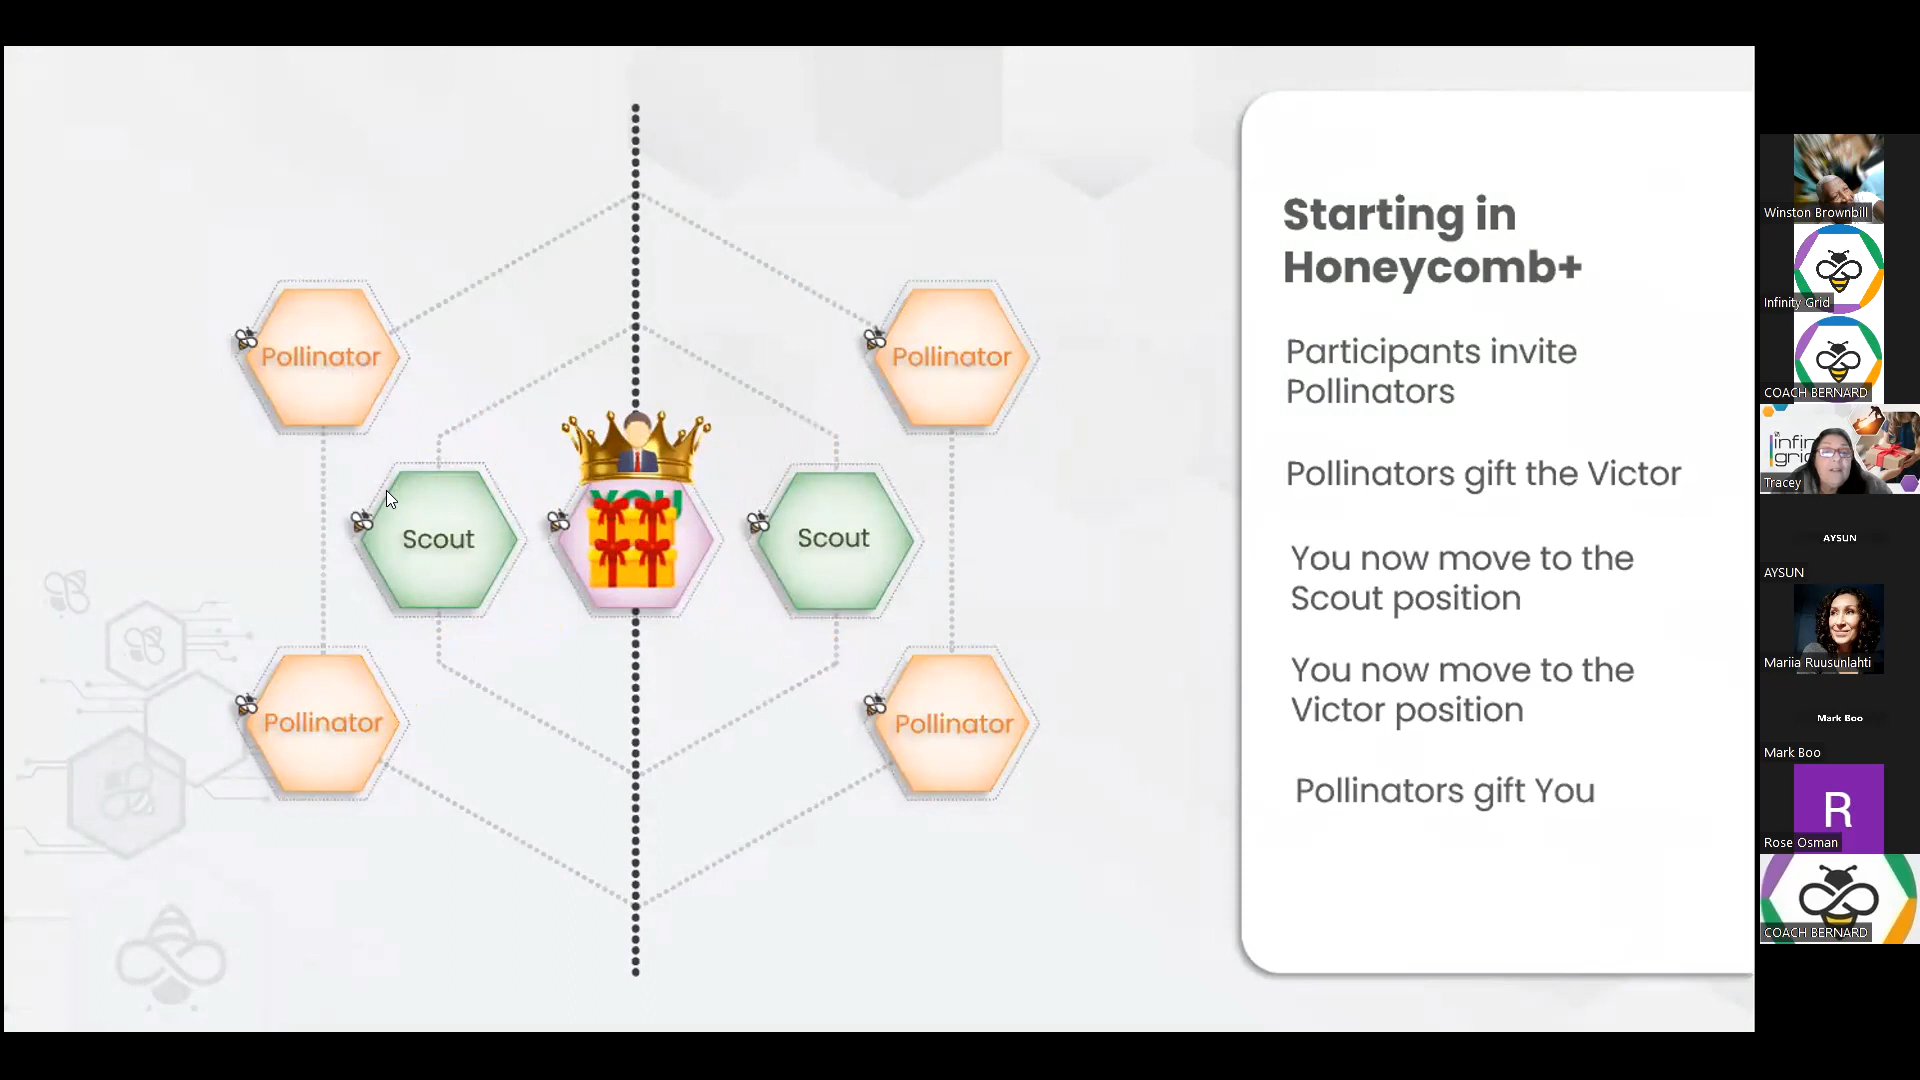 Starting in
Honeycomb+
Participants invite
Pollinators
Pollinators gift the Victor
You now move to the
Scout position
You now move to the
Victor position
Pollinators gift You
Pollinator
Pollinator
Scout
YOU
Scout
Pollinator
Pollinator
Winston Brownbill
Infinity Grid
COACH BERNARD
Tracey
AYSUN
AYSUN
Mariia Ruusunlahti
Mark Boo
Mark Boo
R
Rose Osman
COACH BERNARD